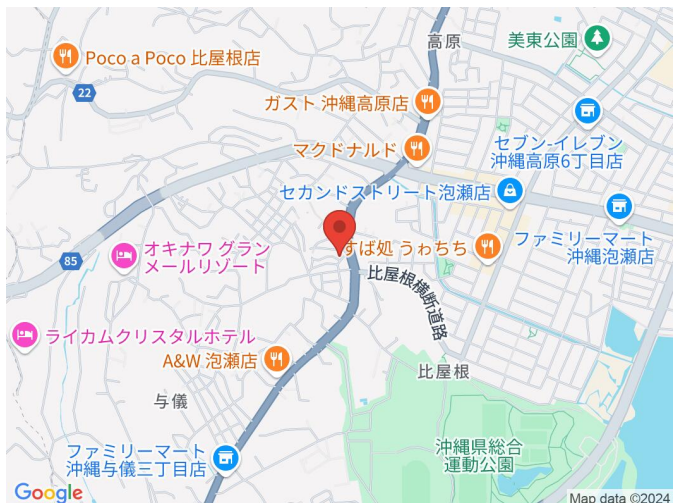 高原
美東公園
Poco a Poco 比屋根店
22
ガスト 沖縄高原店
マクドナルド
セブン-イレブン
沖縄高原6丁目店
セカンドストリート泡瀬店
ファミリーマート
沖縄泡瀬店
すば処 うゎちち
オキナワ グラン
メールリゾート
85
比屋根横断道路
ライカムクリスタルホテル
A&W 泡瀬店
比屋根
与儀
ファミリーマート
沖縄与儀三丁目店
沖縄県総合
運動公園
Google
Map data ©2024